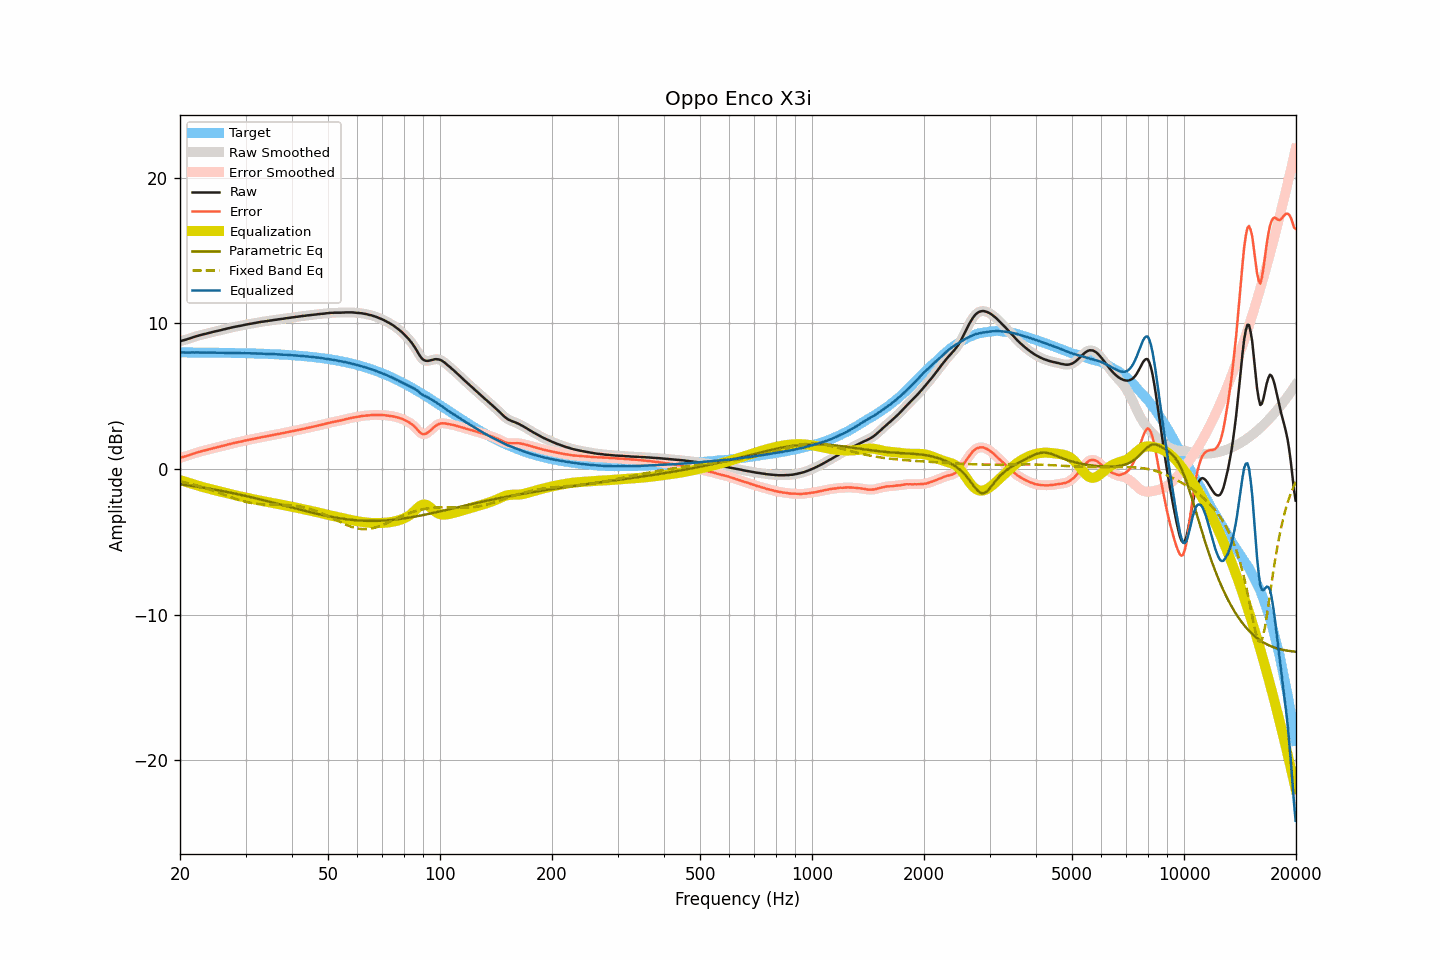 Oppo Enco X3i
Target
Raw Smoothed
Error Smoothed
Raw
Error
Equalization
Parametric Eq
Fixed Band Eq
Equalized
20
10
0
−10
−20
Amplitude (dBr)
20 50 100 200 500 1000 2000 5000 10000 20000
Frequency (Hz)